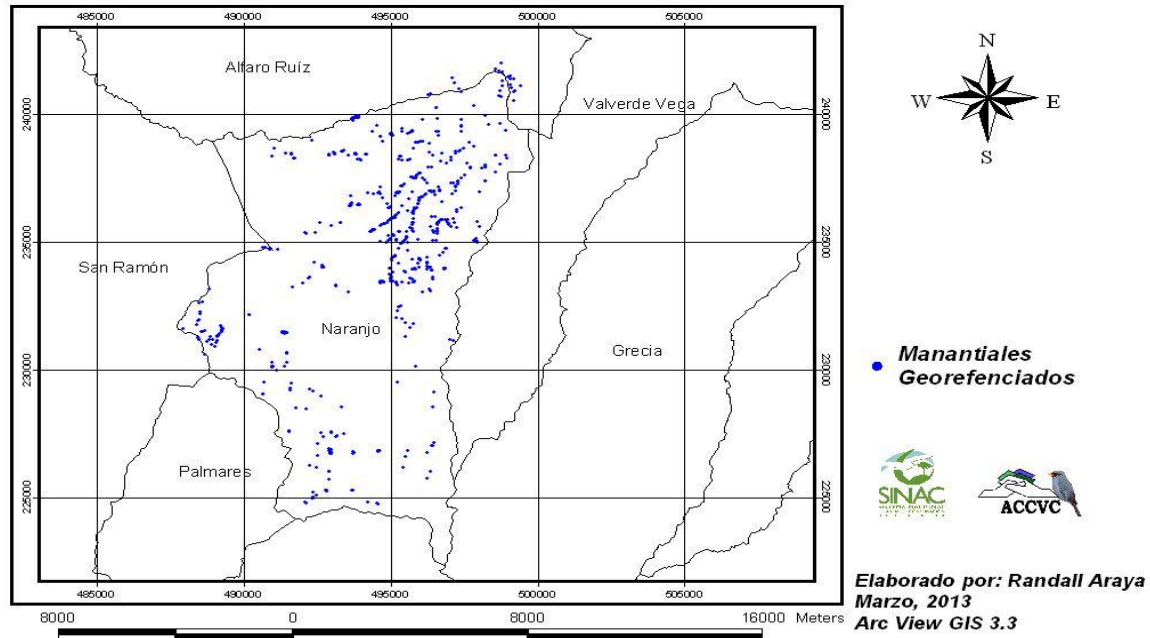 485000 490000 495000 500000 505000
Alfaro Ruíz
Valverde Vega
240000 240000
235000 235000
San Ramón
Naranjo
Grecia
230000 230000
Palmares
225000 225000
485000 490000 495000 500000 505000
8000 0 8000 16000 Meters
N
W E
S
Manantiales
Georefenciados
SINAC
ACCVC
Elaborado por: Randall Araya
Marzo, 2013
Arc View GIS 3.3